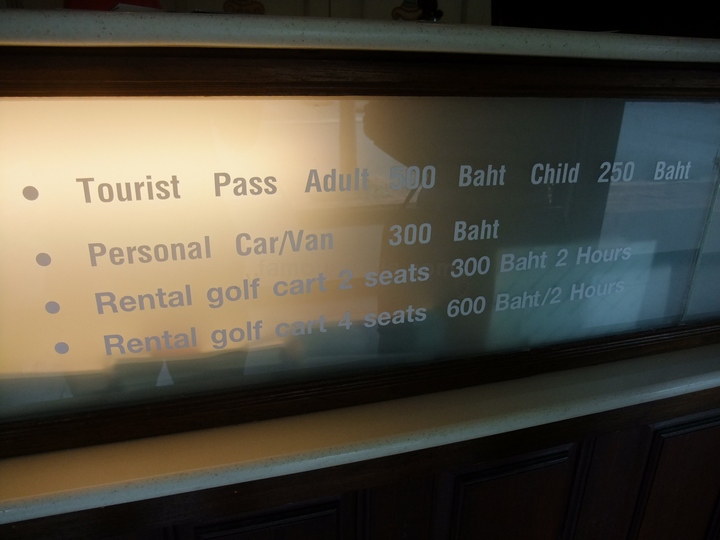 • Tourist Pass Adult 500 Baht Child 250 Baht
• Personal Car/Van 300 Baht
• Rental golf cart 2 seats 300 Baht 2 Hours
• Rental golf cart 4 seats 600 Baht/2 Hours